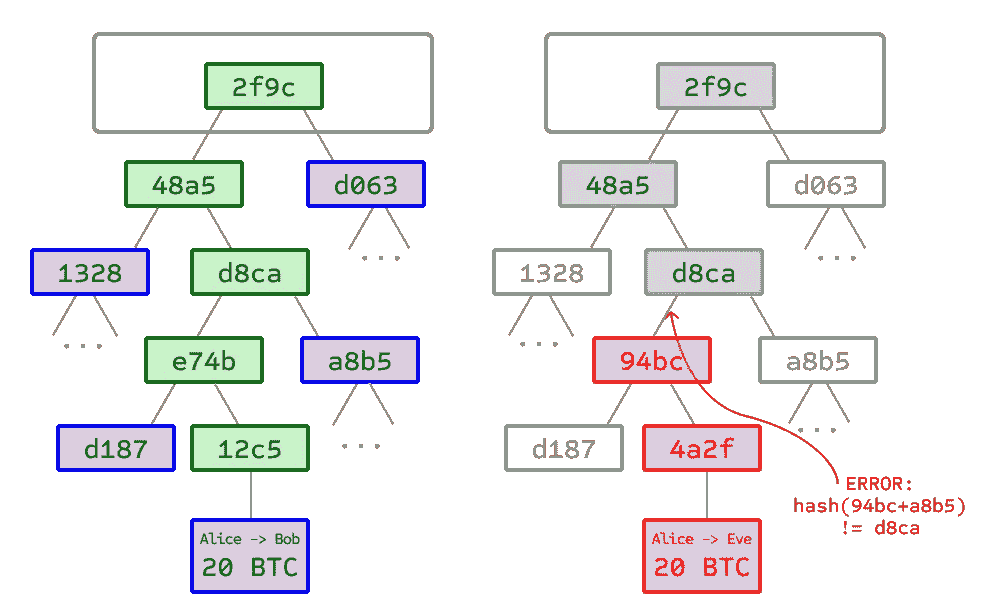 2f9c
48a5
d063
1328
d8ca
. . .
. . .
e74b
a8b5
d187
12c5
. . .
Alice -> Bob
20 BTC
2f9c
48a5
d063
1328
d8ca
. . .
. . .
94bc
a8b5
d187
4a2f
. . .
ERROR:
hash(94bc+a8b5)
!= d8ca
Alice -> Eve
20 BTC